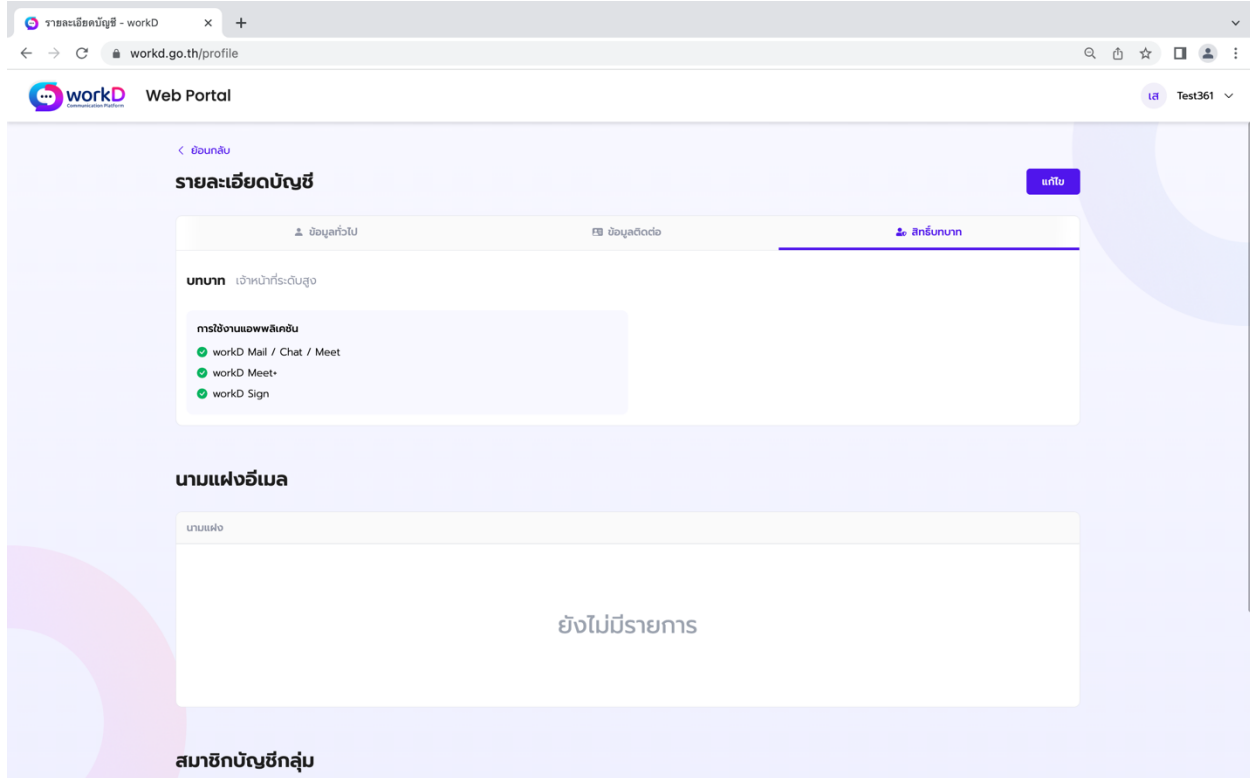 รายละเอียดบัญชี - workD
workd.go.th/profile
workD
Communication Platform
Web Portal
เส Test361
ย้อนกลับ
รายละเอียดบัญชี
แก้ไข
ข้อมูลทั่วไป ข้อมูลติดต่อ สิทธิ์บทบาท
บทบาท เจ้าหน้าที่ระดับสูง
การใช้งานแอพพลิเคชัน
workD Mail / Chat / Meet
workD Meet+
workD Sign
นามแฝงอีเมล
นามแฝง
ยังไม่มีรายการ
สมาชิกบัญชีกลุ่ม